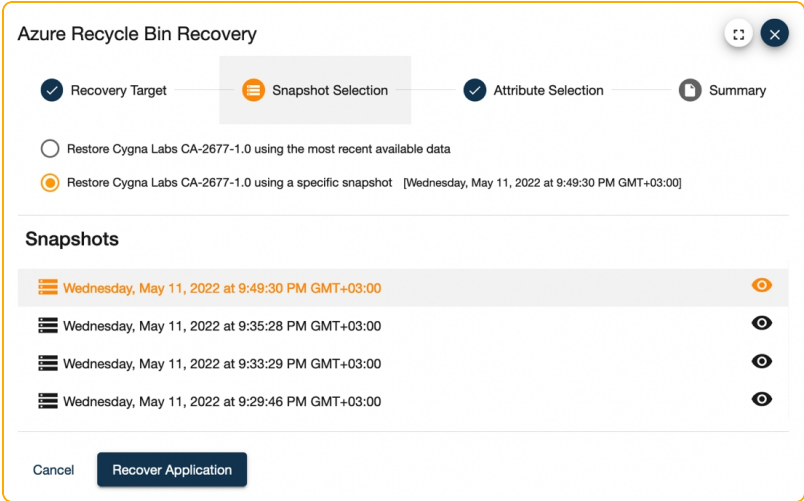 Azure Recycle Bin Recovery
Recovery Target Snapshot Selection Attribute Selection Summary
Restore Cygna Labs CA-2677-1.0 using the most recent available data
Restore Cygna Labs CA-2677-1.0 using a specific snapshot [Wednesday, May 11, 2022 at 9:49:30 PM GMT+03:00]
Snapshots
Wednesday, May 11, 2022 at 9:49:30 PM GMT+03:00
Wednesday, May 11, 2022 at 9:35:28 PM GMT+03:00
Wednesday, May 11, 2022 at 9:33:29 PM GMT+03:00
Wednesday, May 11, 2022 at 9:29:46 PM GMT+03:00
Cancel Recover Application